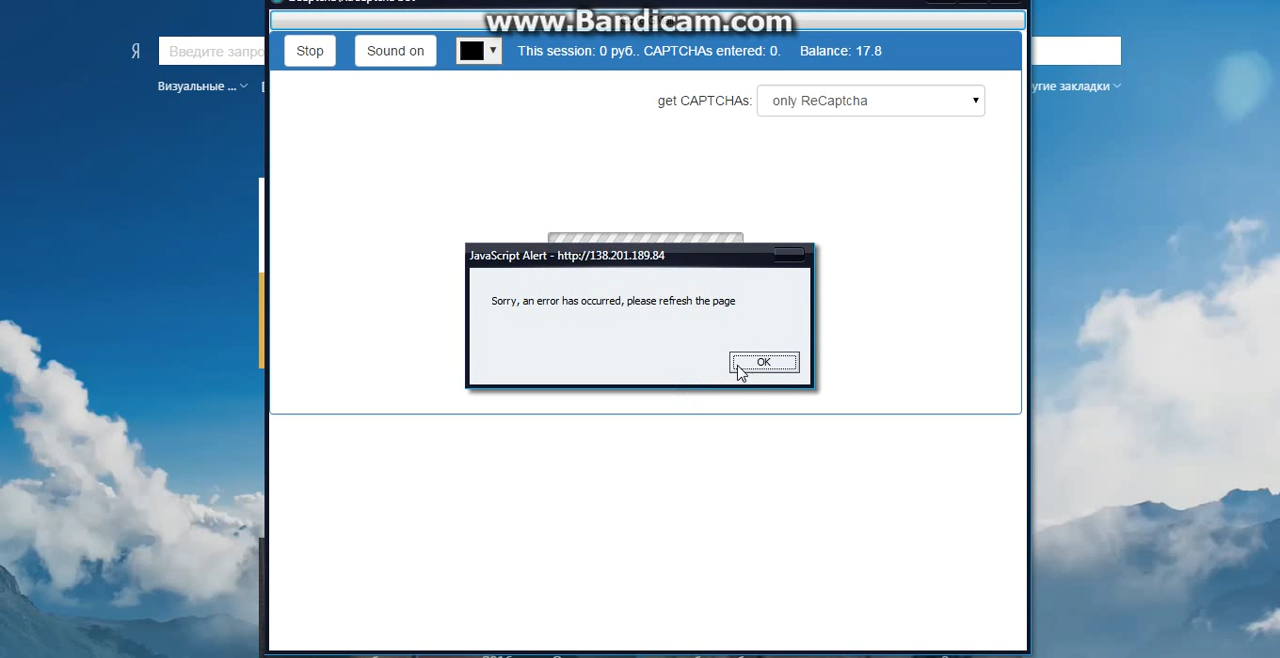 www.Bandicam.com
Я Введите запро
Stop Sound on This session: 0 руб.. CAPTCHAs entered: 0. Balance: 17.8
Визуальные ...
угие закладки
get CAPTCHAs: only ReCaptcha
JavaScript Alert - http://138.201.189.84
Sorry, an error has occurred, please refresh the page
OK